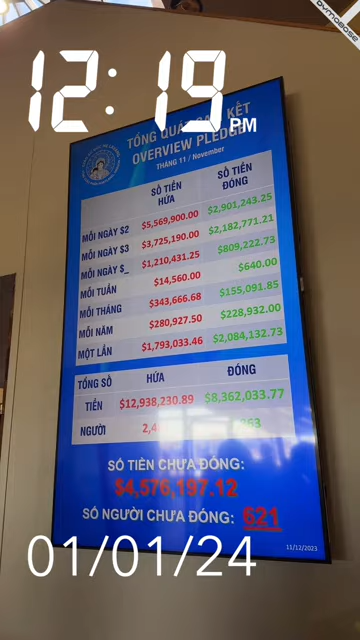 DYMOBASE
12:19 PM
TỔNG QUÁT KẾT
OVERVIEW PLEDGE
THÁNG 11 / November
SỐ TIỀN HỨA SỐ TIỀN ĐÓNG
MỖI NGÀY $2 $5,569,900.00 $2,901,243.25
MỖI NGÀY $3 $3,725,190.00 $2,182,771.21
MỖI NGÀY $_ $1,210,431.25 $809,222.73
MỖI TUẦN $14,560.00 $640.00
MỖI THÁNG $343,666.68 $155,091.85
MỖI NĂM $280,927.50 $228,932.00
MỘT LẦN $1,793,033.46 $2,084,132.73
TỔNG SỐ HỨA ĐÓNG
TIỀN $12,938,230.89 $8,362,033.77
NGƯỜI
SỐ TIỀN CHƯA ĐÓNG:
$4,576,197.12
SỐ NGƯỜI CHƯA ĐÓNG: 621
11/12/2023
01/01/24